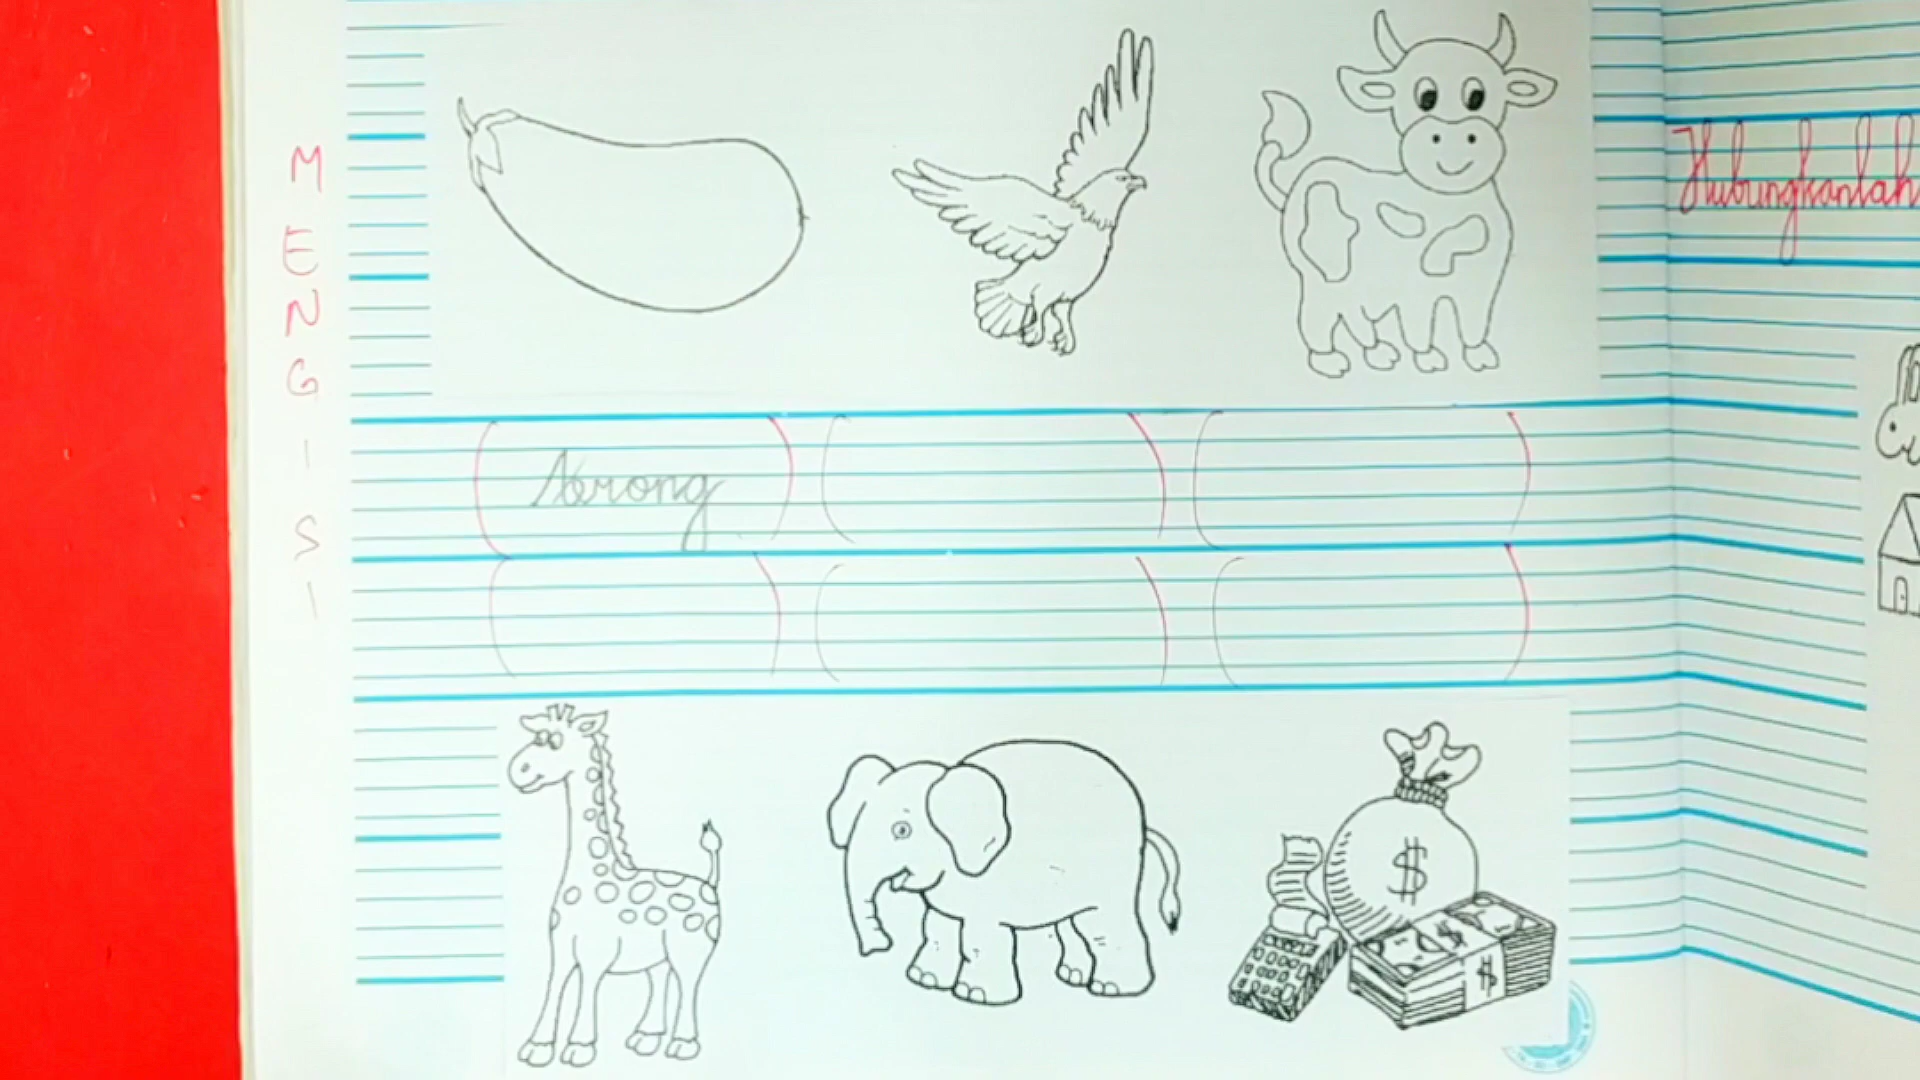 MENGISI
Hubungkanlah
Terong
$
$
$